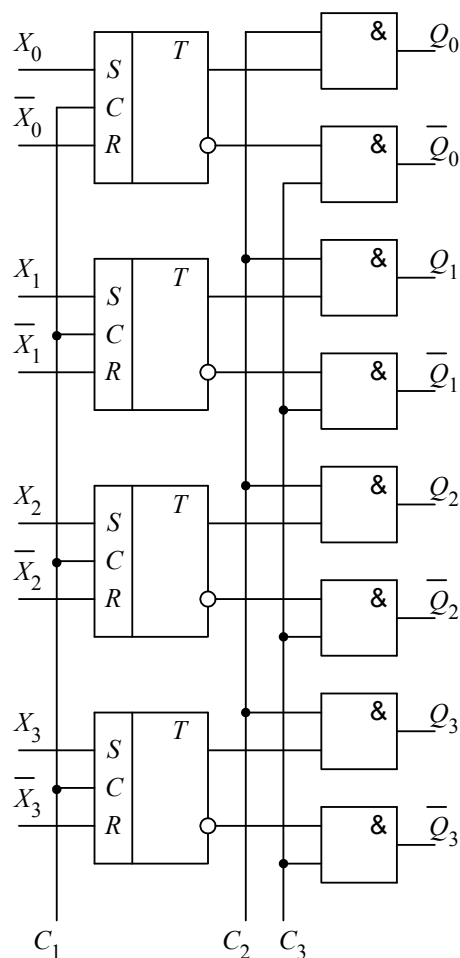 X₀ S T & Q₀
X̅₀ C
R & Q̅₀
X₁ S T & Q₁
X̅₁ C
R & Q̅₁
X₂ S T & Q₂
X̅₂ C
R & Q̅₂
X₃ S T & Q₃
X̅₃ C
R & Q̅₃
C₁ C₂ C₃